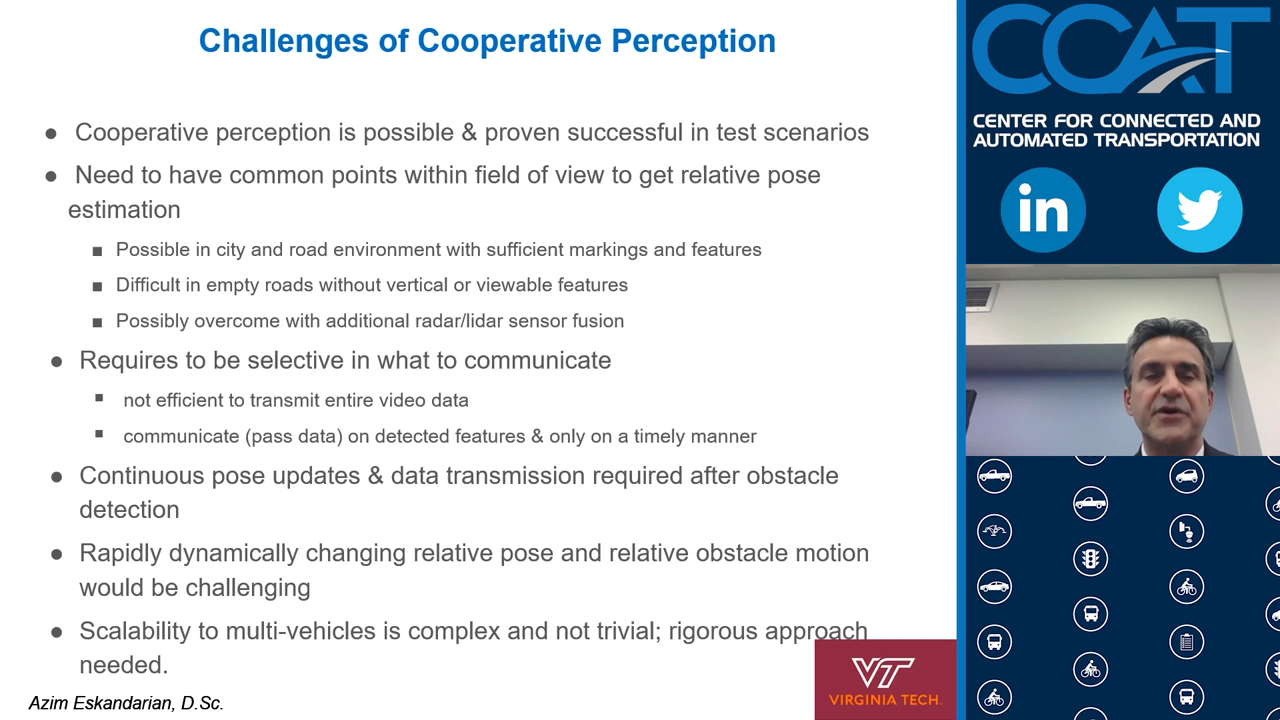 Challenges of Cooperative Perception
● Cooperative perception is possible & proven successful in test scenarios
● Need to have common points within field of view to get relative pose
estimation
■ Possible in city and road environment with sufficient markings and features
■ Difficult in empty roads without vertical or viewable features
■ Possibly overcome with additional radar/lidar sensor fusion
● Requires to be selective in what to communicate
▪ not efficient to transmit entire video data
▪ communicate (pass data) on detected features & only on a timely manner
● Continuous pose updates & data transmission required after obstacle
detection
● Rapidly dynamically changing relative pose and relative obstacle motion
would be challenging
● Scalability to multi-vehicles is complex and not trivial; rigorous approach
needed.
Azim Eskandarian, D.Sc.
VT
VIRGINIA TECH.
CCAT
CENTER FOR CONNECTED AND
AUTOMATED TRANSPORTATION
in